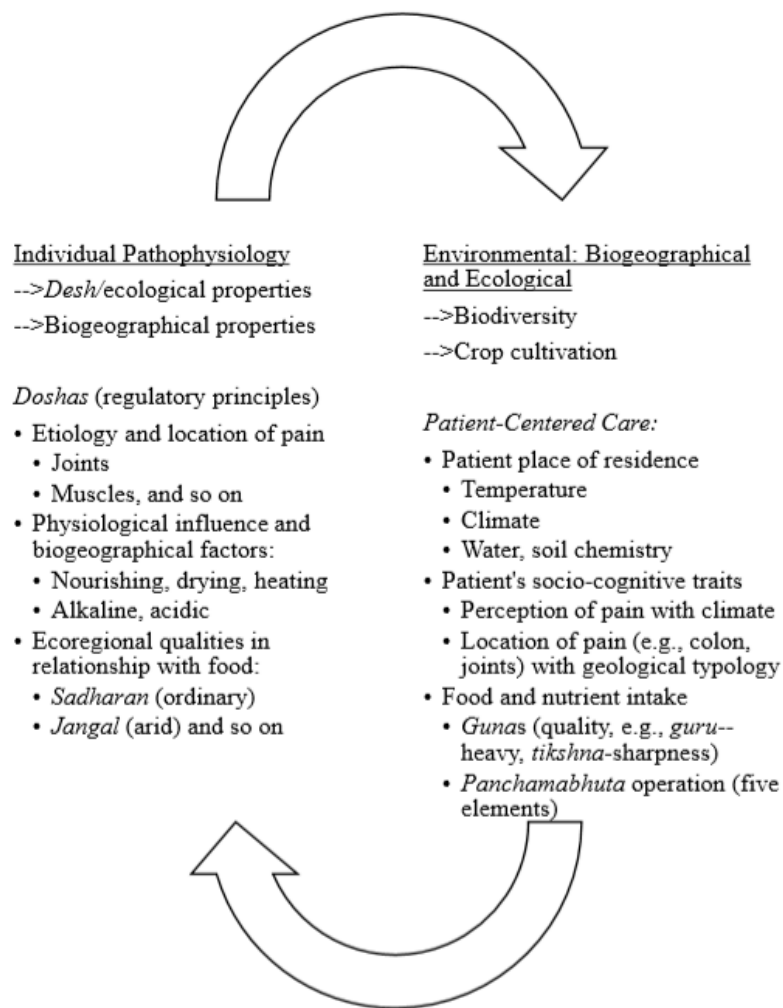 Individual Pathophysiology
-->Desh/ecological properties
-->Biogeographical properties
Doshas (regulatory principles)
• Etiology and location of pain
• Joints
• Muscles, and so on
• Physiological influence and
biogeographical factors:
• Nourishing, drying, heating
• Alkaline, acidic
• Ecoregional qualities in
relationship with food:
• Sadharan (ordinary)
• Jangal (arid) and so on
Environmental: Biogeographical
and Ecological
-->Biodiversity
-->Crop cultivation
Patient-Centered Care:
• Patient place of residence
• Temperature
• Climate
• Water, soil chemistry
• Patient's socio-cognitive traits
• Perception of pain with climate
• Location of pain (e.g., colon,
joints) with geological typology
• Food and nutrient intake
• Gunas (quality, e.g., guru--
heavy, tikshna-sharpness)
• Panchamabhuta operation (five
elements)